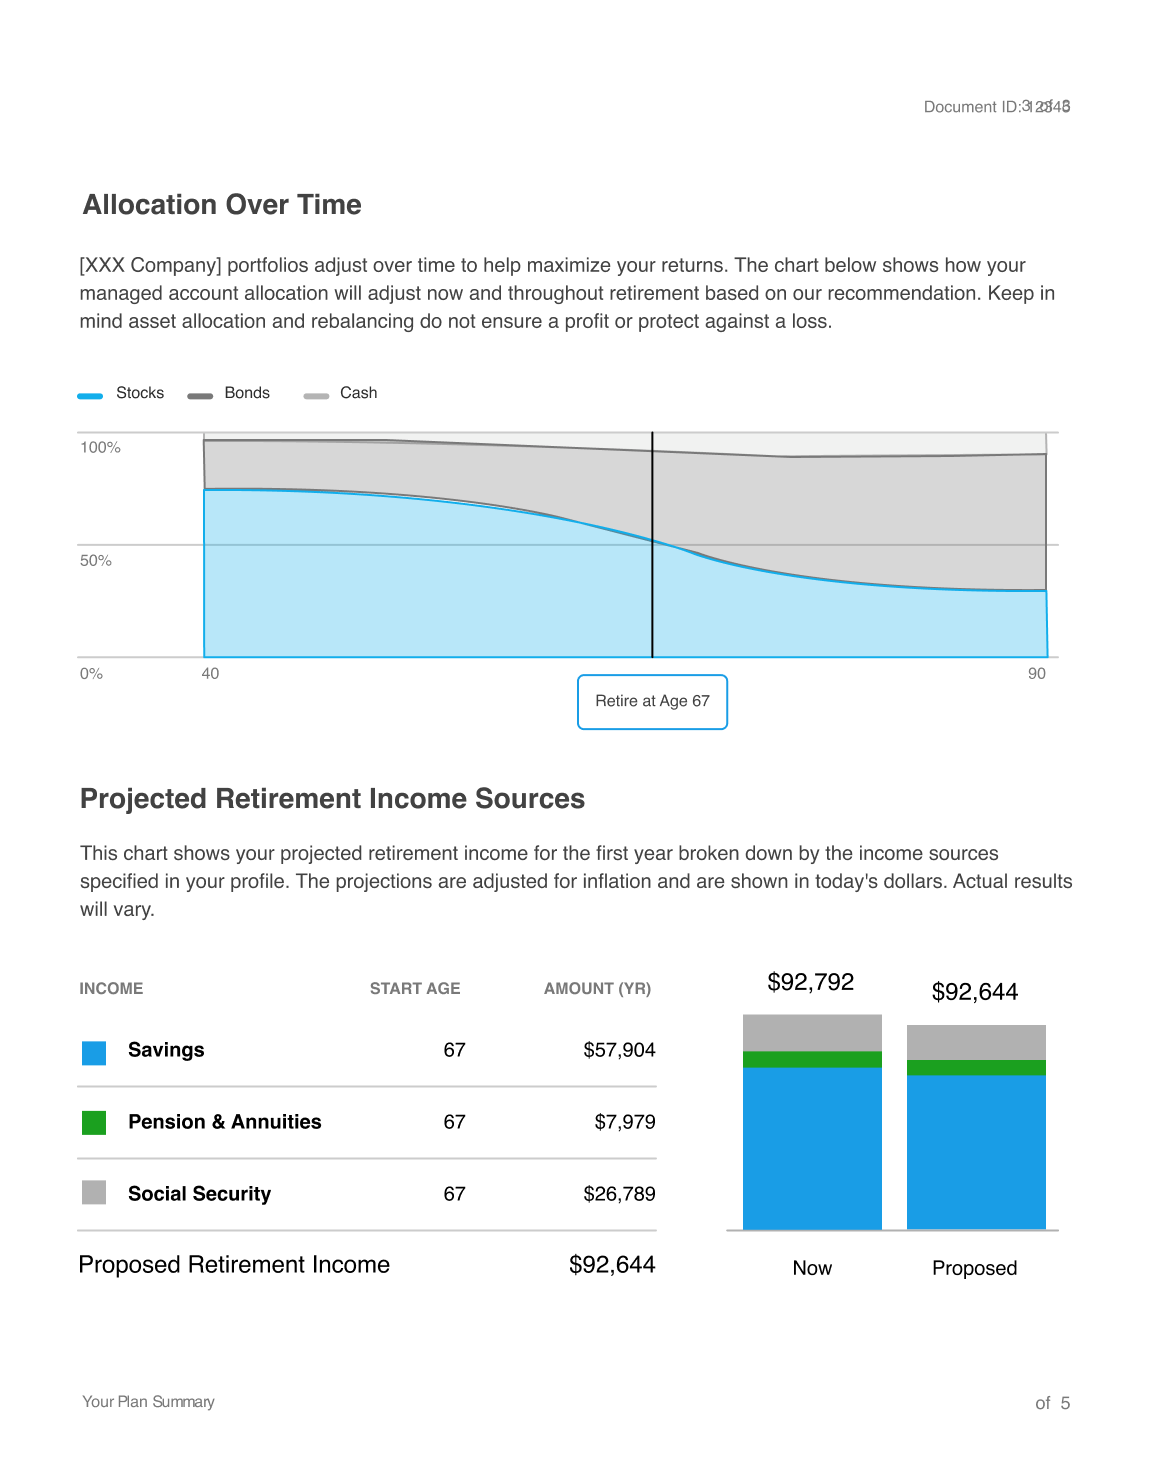 Document ID:
Allocation Over Time
[XXX Company] portfolios adjust over time to help maximize your returns. The chart below shows how your
managed account allocation will adjust now and throughout retirement based on our recommendation. Keep in
mind asset allocation and rebalancing do not ensure a profit or protect against a loss.
Stocks Bonds Cash
100%
50%
0% 40 90
Retire at Age 67
Projected Retirement Income Sources
This chart shows your projected retirement income for the first year broken down by the income sources
specified in your profile. The projections are adjusted for inflation and are shown in today's dollars. Actual results
will vary.
INCOME START AGE AMOUNT (YR)
Savings 67 $57,904
Pension & Annuities 67 $7,979
Social Security 67 $26,789
Proposed Retirement Income $92,644
$92,792 $92,644
Now Proposed
Your Plan Summary of 5